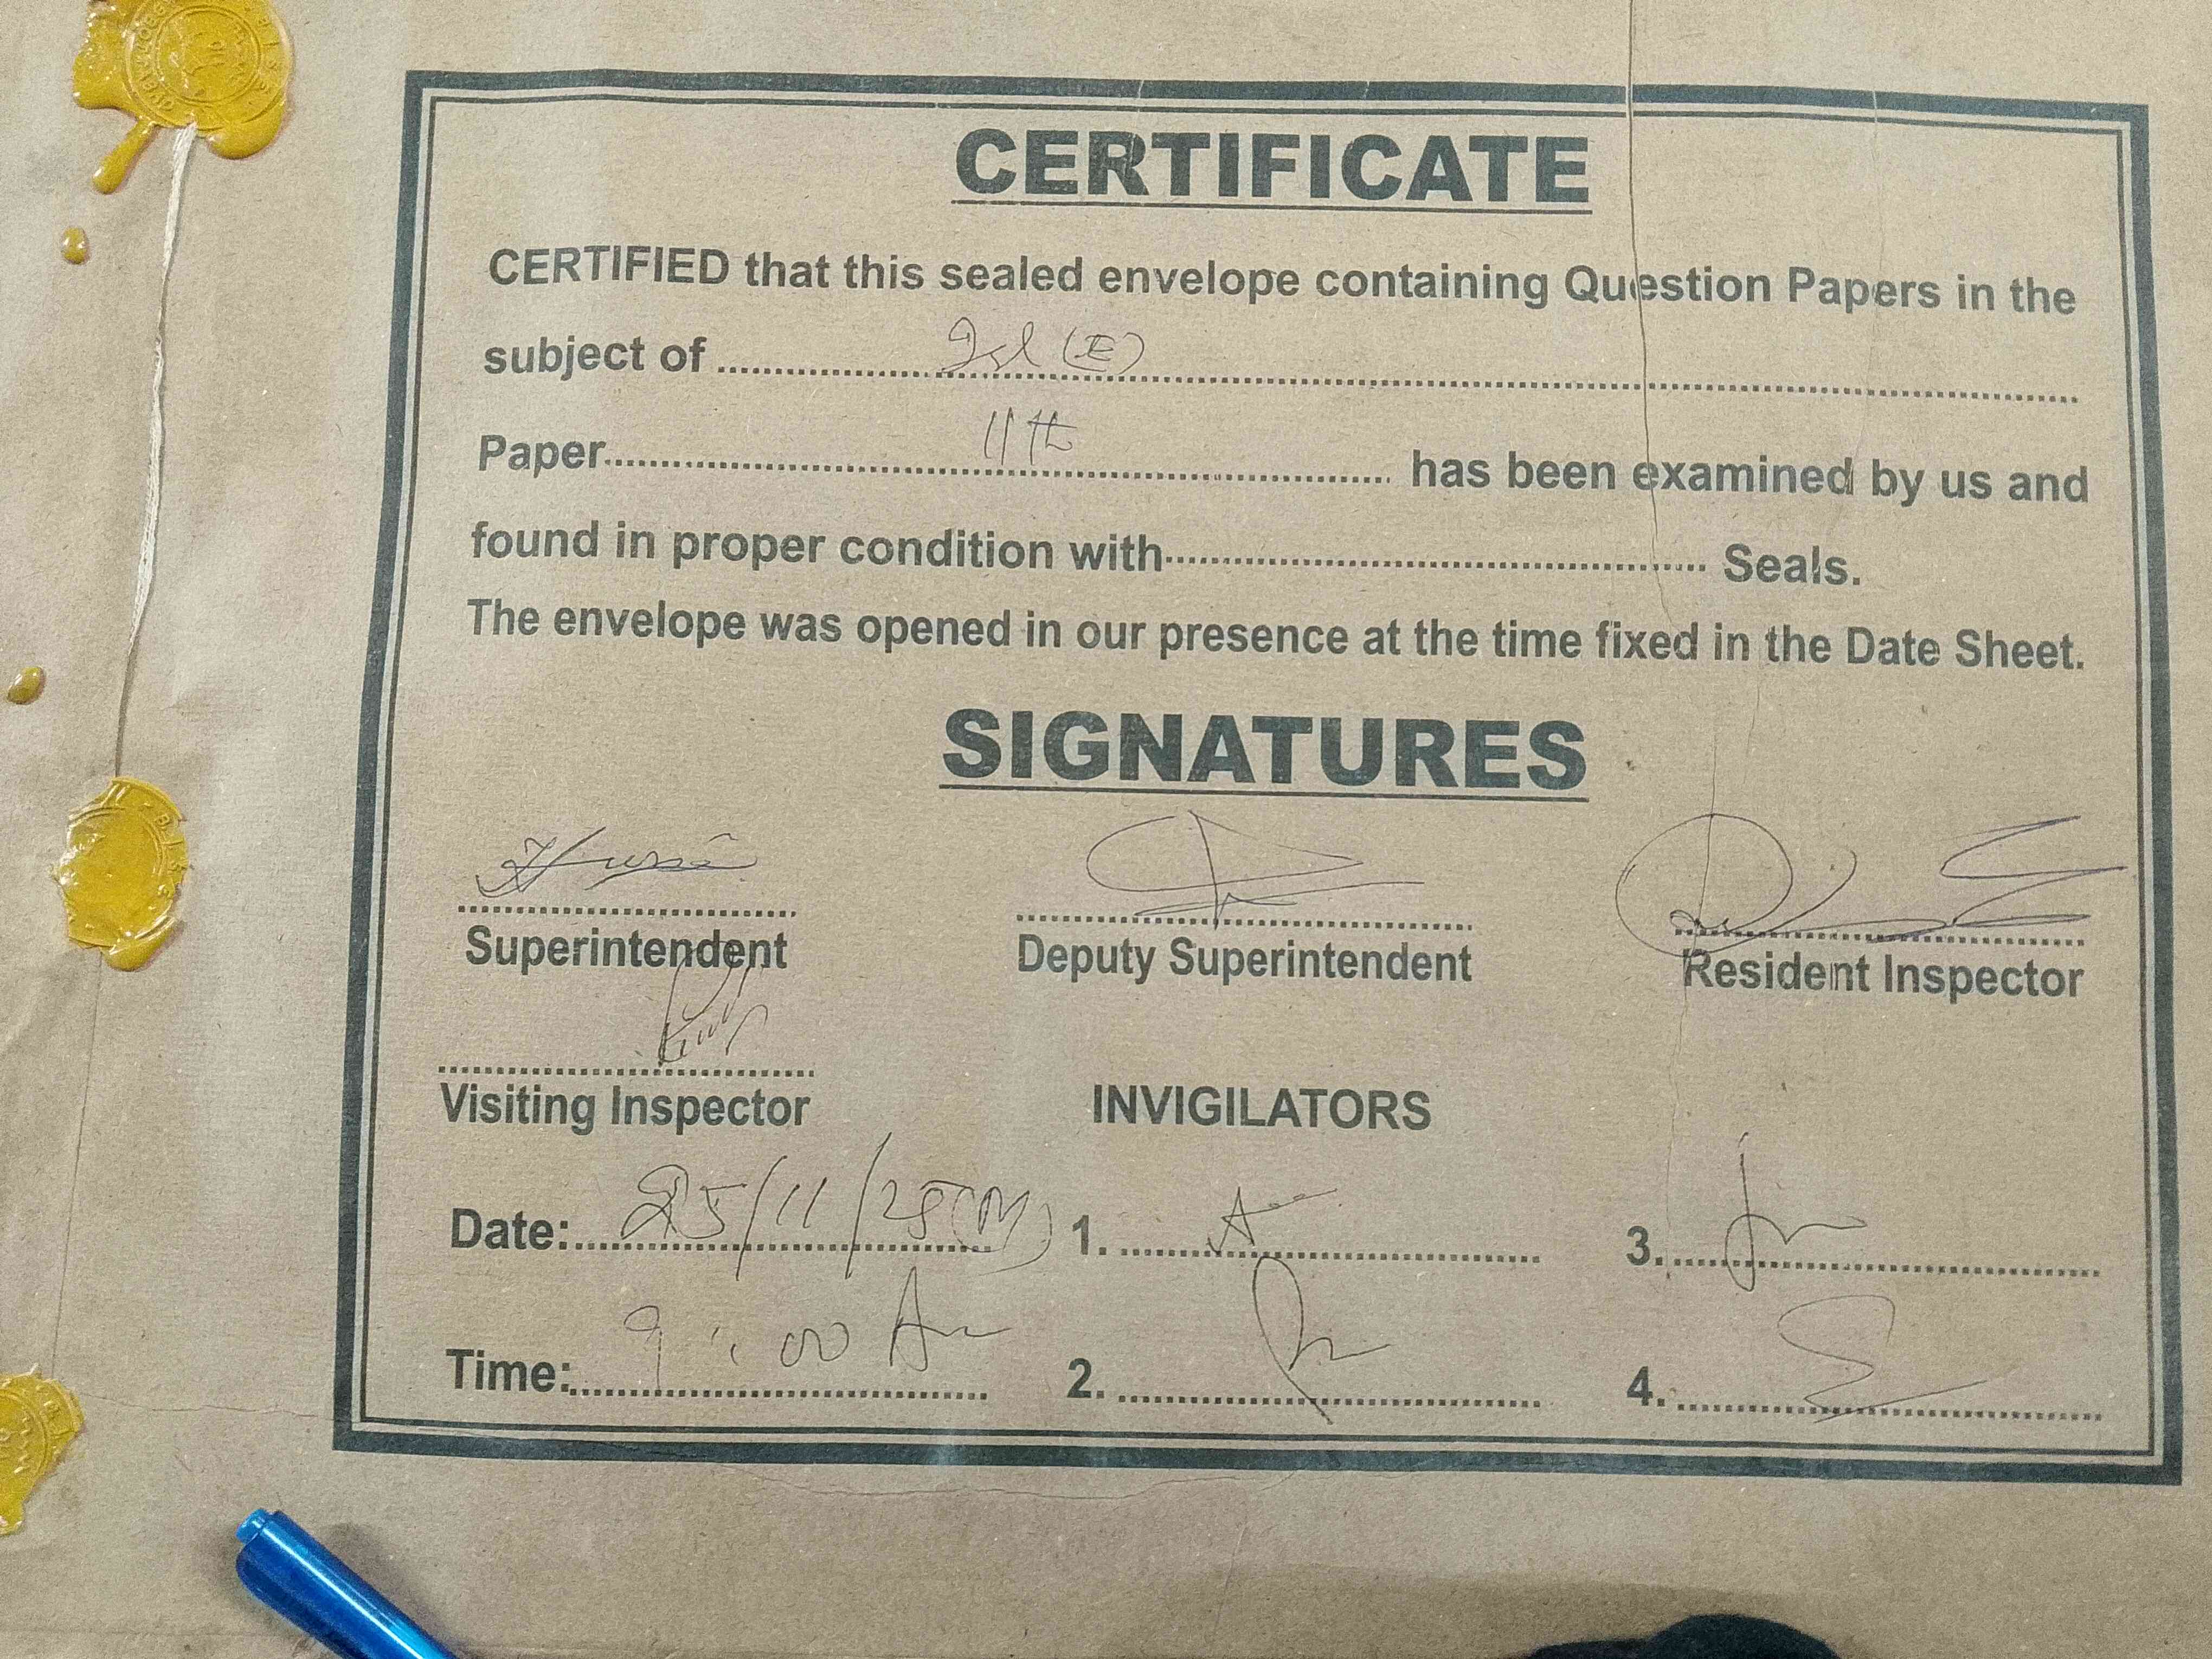 CERTIFICATE
CERTIFIED that this sealed envelope containing Question Papers in the
subject of Isl (E)
Paper 11th has been examined by us and
found in proper condition with Seals.
The envelope was opened in our presence at the time fixed in the Date Sheet.
SIGNATURES
Superintendent Deputy Superintendent Resident Inspector
Visiting Inspector INVIGILATORS
Date: 25/11/25 (M) 1. 3.
Time: 9:00 Am 2. 4.